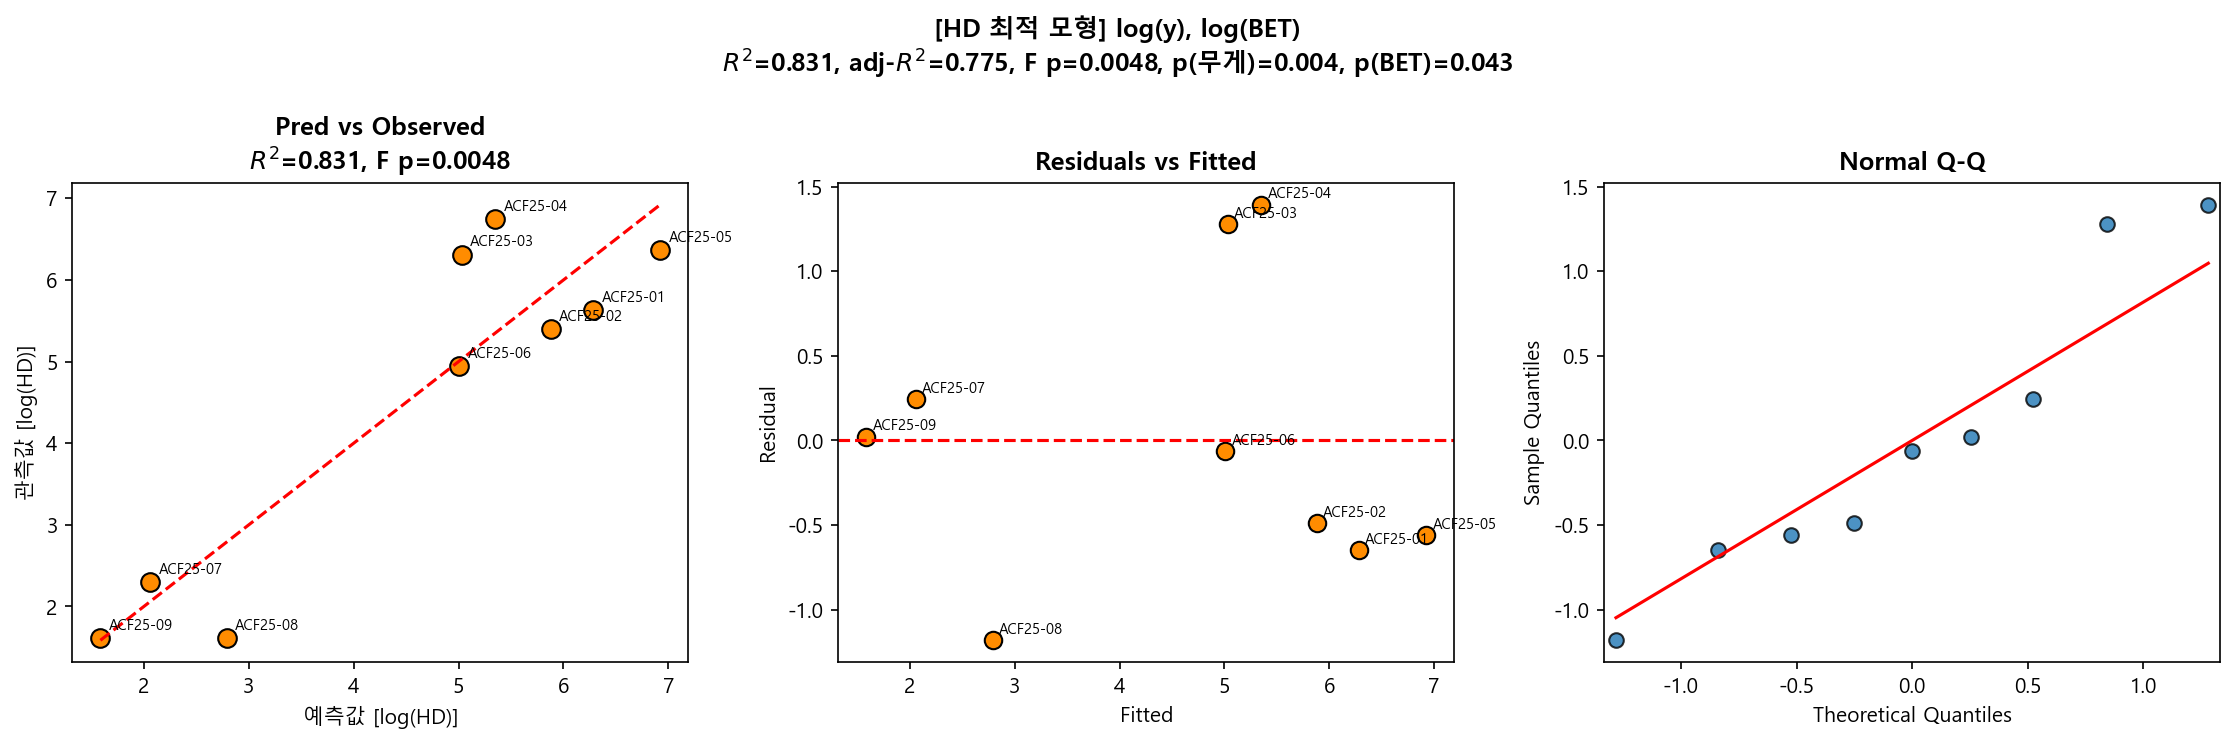 [HD 최적 모형] log(y), log(BET)
R²=0.831, adj-R²=0.775, F p=0.0048, p(무게)=0.004, p(BET)=0.043
Pred vs Observed
R²=0.831, F p=0.0048
7
6
5
4
3
2
관측값 [log(HD)]
ACF25-04
ACF25-03
ACF25-05
ACF25-01
ACF25-02
ACF25-06
ACF25-07
ACF25-09
ACF25-08
2 3 4 5 6 7
예측값 [log(HD)]
Residuals vs Fitted
1.5
1.0
0.5
0.0
-0.5
-1.0
Residual
ACF25-04
ACF25-03
ACF25-07
ACF25-09
ACF25-06
ACF25-02
ACF25-05
ACF25-01
ACF25-08
2 3 4 5 6 7
Fitted
Normal Q-Q
1.5
1.0
0.5
0.0
-0.5
-1.0
Sample Quantiles
-1.0 -0.5 0.0 0.5 1.0
Theoretical Quantiles